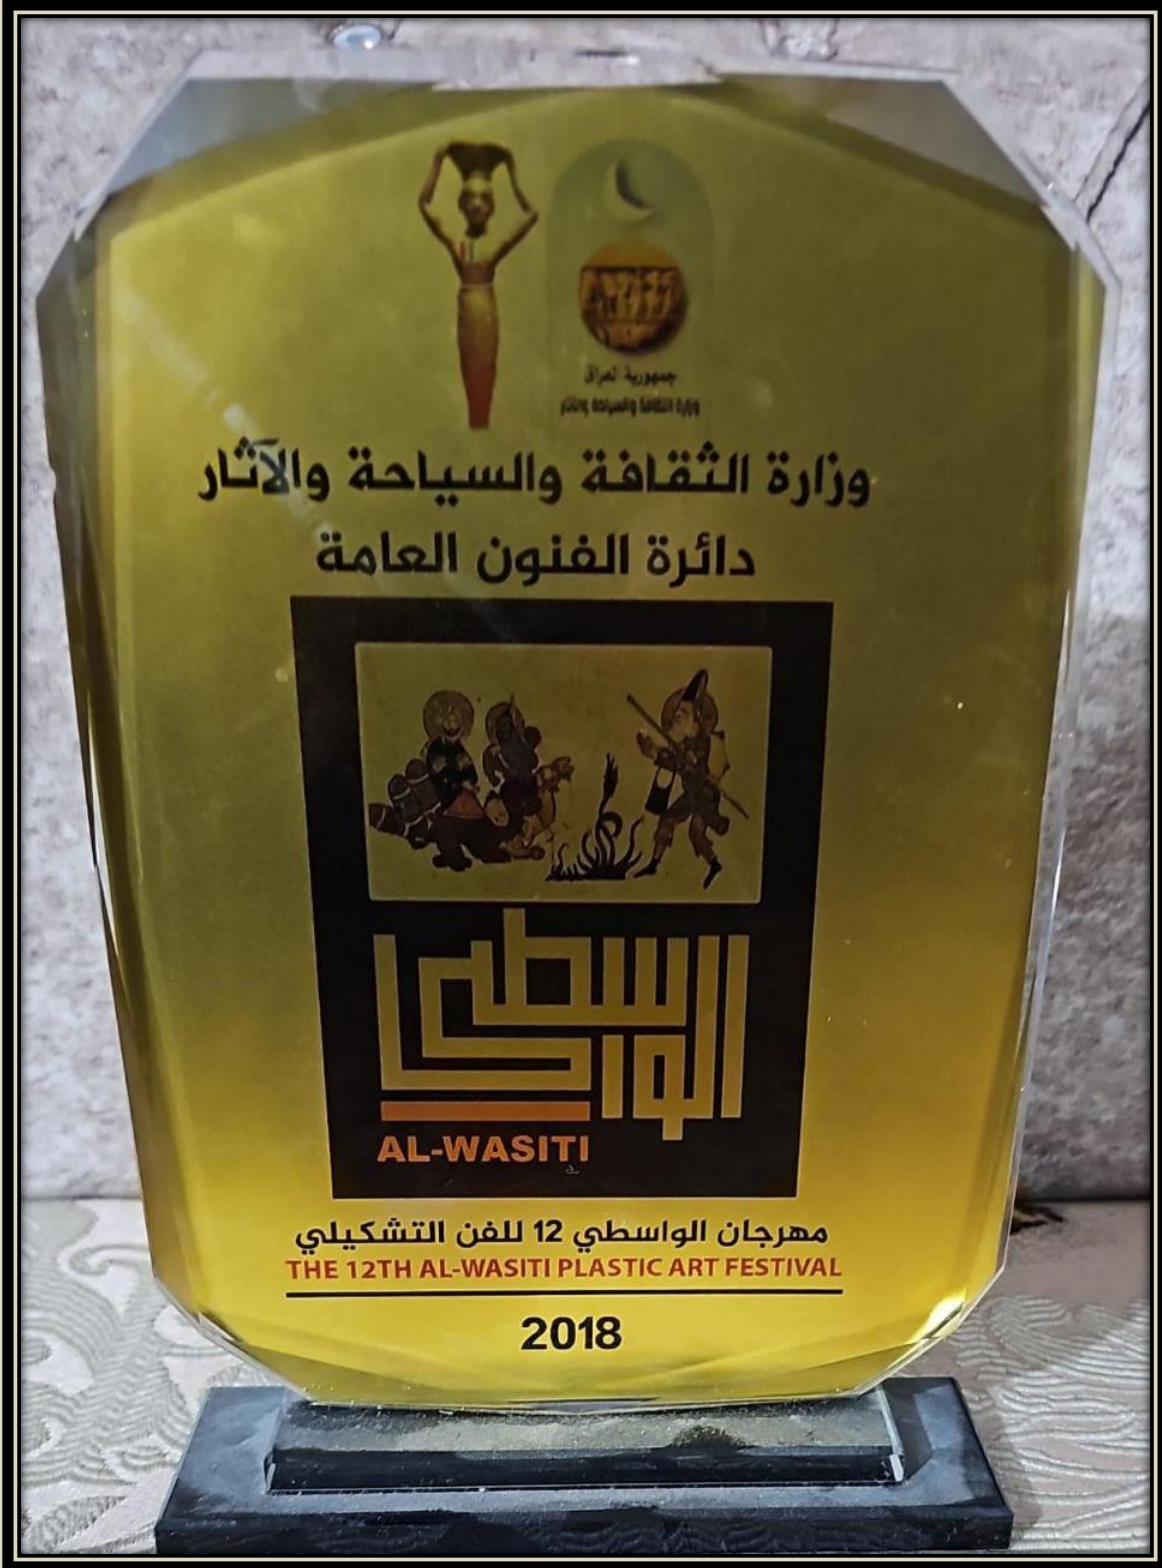 جمهورية العراق
وزارة الثقافة والسياحة والآثار
وزارة الثقافة والسياحة والآثار
دائرة الفنون العامة
الواسطي
AL-WASITI
مهرجان الواسطي 12 للفن التشكيلي
THE 12TH AL-WASITI PLASTIC ART FESTIVAL
2018